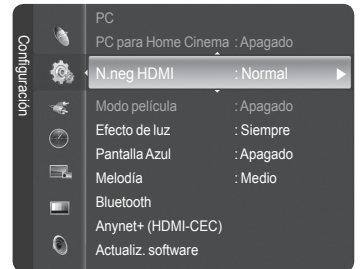 Configuración
PC
PC para Home Cinema : Apagado
N.neg HDMI : Normal
Modo película : Apagado
Efecto de luz : Siempre
Pantalla Azul : Apagado
Melodía : Medio
Bluetooth
Anynet+ (HDMI-CEC)
Actualiz. software